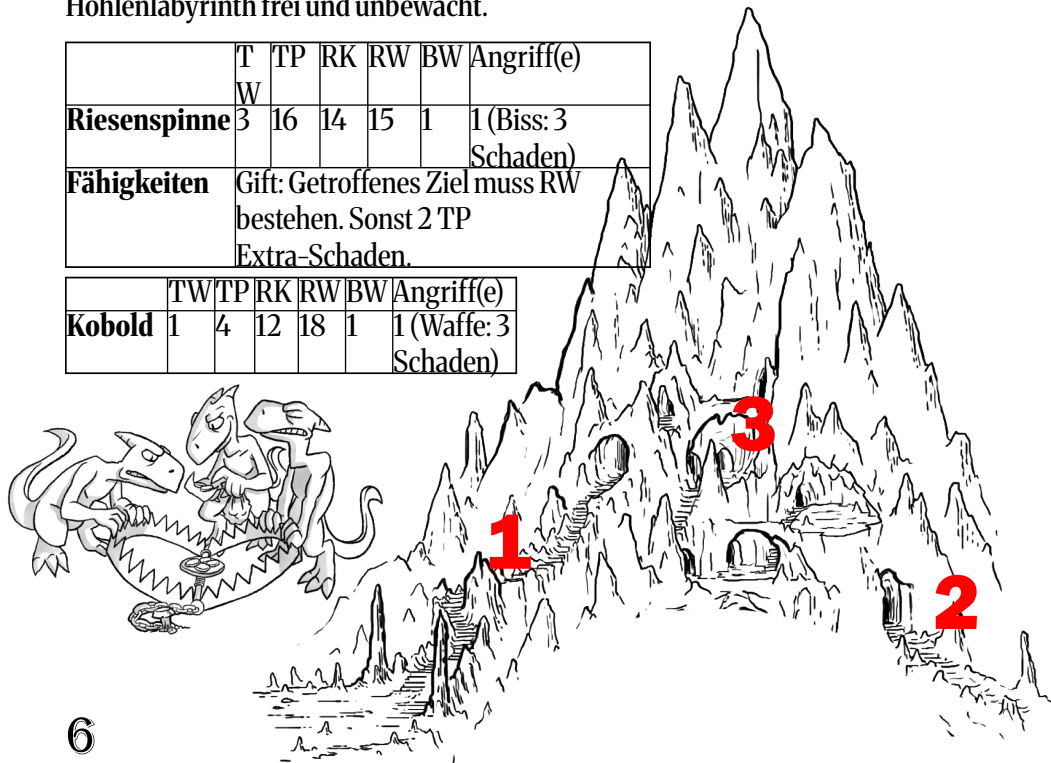 Höhlenlabyrinth frei und unbewacht.
TW TP RK RW BW Angriff(e)
Riesenspinne 3 16 14 15 1 1 (Biss: 3
Schaden)
Fähigkeiten Gift: Getroffenes Ziel muss RW
bestehen. Sonst 2 TP
Extra-Schaden.
TW TP RK RW BW Angriff(e)
Kobold 1 4 12 18 1 1 (Waffe: 3
Schaden)
3
1
2
6